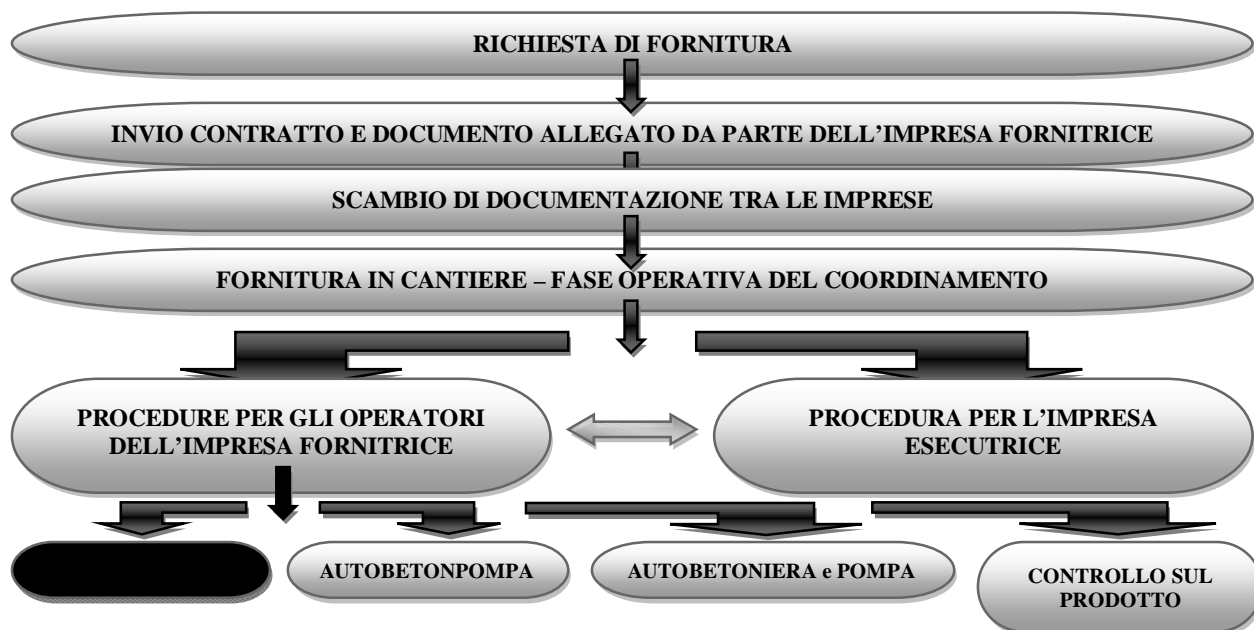 RICHIESTA DI FORNITURA
INVIO CONTRATTO E DOCUMENTO ALLEGATO DA PARTE DELL’IMPRESA FORNITRICE
SCAMBIO DI DOCUMENTAZIONE TRA LE IMPRESE
FORNITURA IN CANTIERE – FASE OPERATIVA DEL COORDINAMENTO
PROCEDURE PER GLI OPERATORI
DELL’IMPRESA FORNITRICE
PROCEDURA PER L’IMPRESA
ESECUTRICE
AUTOBETONPOMPA
AUTOBETONIERA e POMPA
CONTROLLO SUL
PRODOTTO